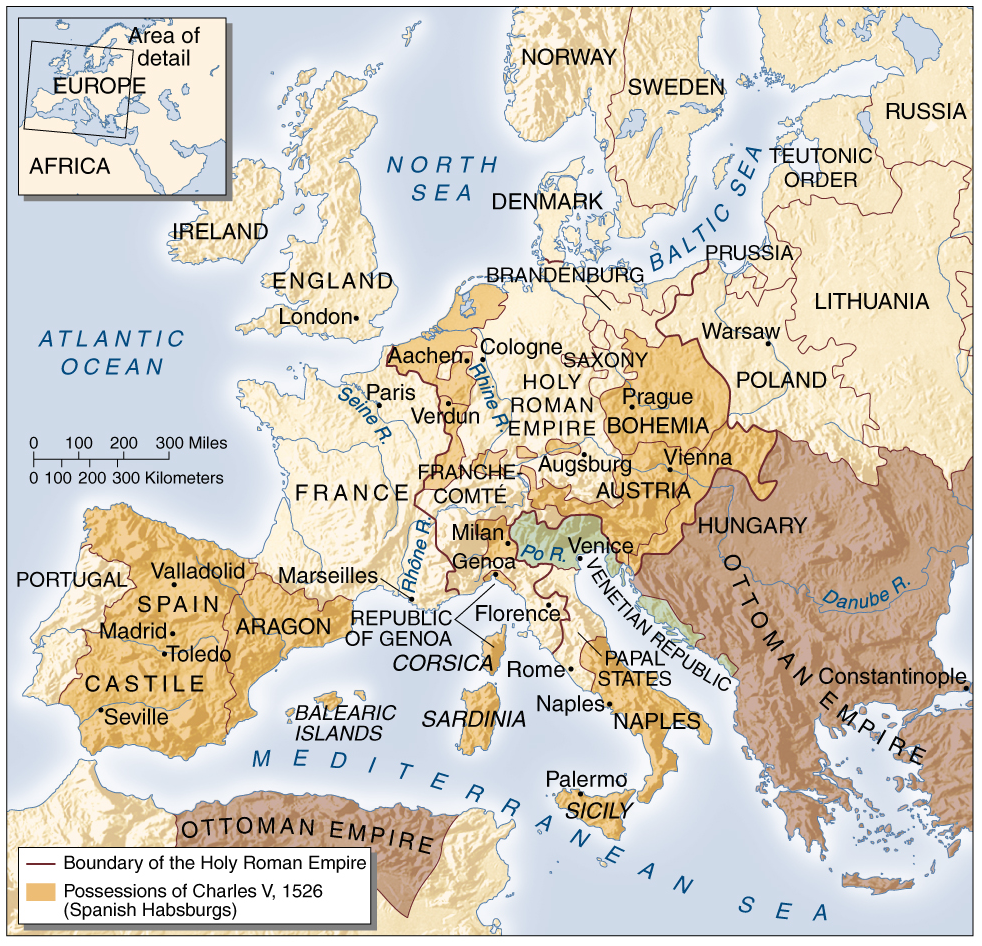 Area of
detail
EUROPE
AFRICA
NORWAY
SWEDEN
RUSSIA
NORTH
SEA
TEUTONIC
ORDER
BALTIC SEA
DENMARK
IRELAND
PRUSSIA
BRANDENBURG
ENGLAND
London
LITHUANIA
ATLANTIC
OCEAN
Warsaw
Aachen
Cologne
SAXONY
Rhine R.
HOLY
ROMAN
EMPIRE
POLAND
Paris
Seine R.
Verdun
Prague
BOHEMIA
0 100 200 300 Miles
0 100 200 300 Kilometers
Augsburg
Vienna
FRANCHE-
COMTÉ
FRANCE
AUSTRIA
HUNGARY
Milan
Po R.
Venice
Genoa
Rhône R.
Marseilles
PORTUGAL
Valladolid
SPAIN
ARAGON
Madrid
Toledo
CASTILE
Seville
REPUBLIC
OF GENOA
Florence
VENETIAN REPUBLIC
OTTOMAN EMPIRE
Danube R.
CORSICA
Rome
PAPAL
STATES
Constantinople
Naples
NAPLES
BALEARIC
ISLANDS
SARDINIA
MEDITERRANEAN SEA
Palermo
SICILY
OTTOMAN EMPIRE
Boundary of the Holy Roman Empire
Possessions of Charles V, 1526
(Spanish Habsburgs)